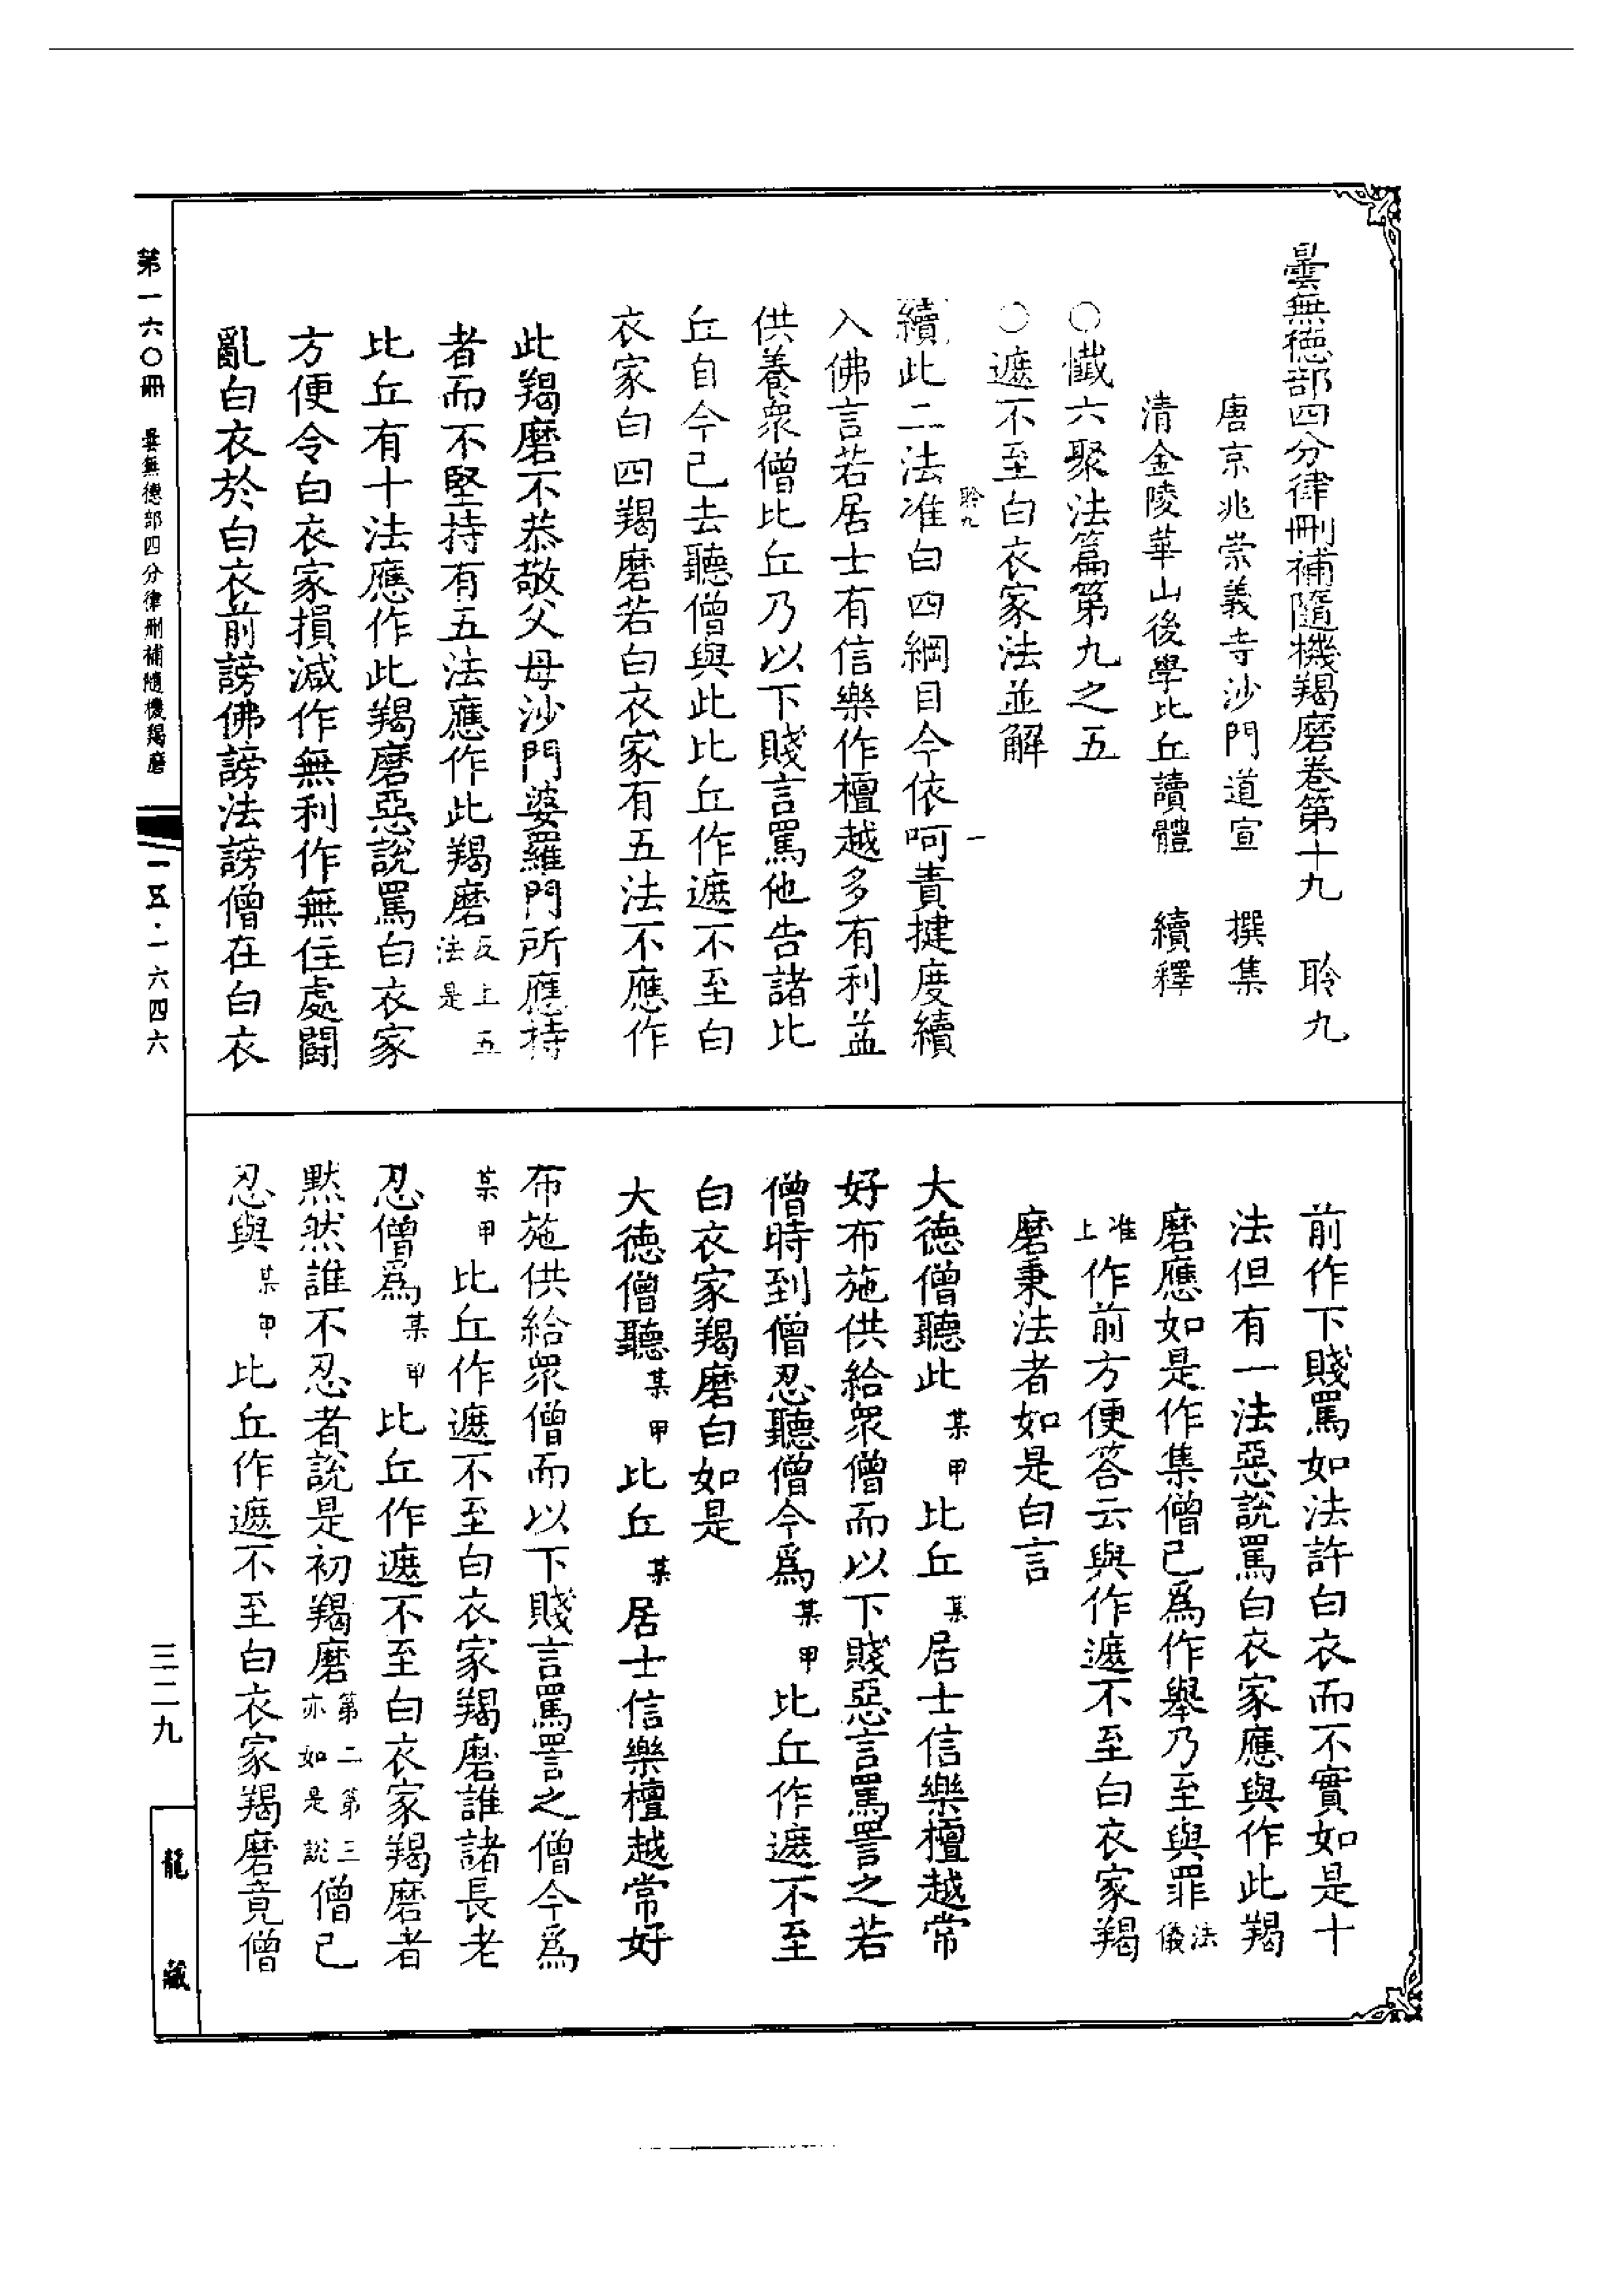 曇無德部四分律刪補隨機羯磨卷第十九　聆九
唐京兆崇義寺沙門道宣　撰集
清金陵華山後學比丘讀體　續釋
○懺六聚法篇第九之五
○遮不至白衣家法並解
聆九　一
續此二法准白四綱目今依呵責揵度續
入佛言若居士有信樂作檀越多有利益
供養眾僧比丘乃以下賤言罵他告諸比
丘自今已去聽僧與此比丘作遮不至白
衣家白四羯磨若白衣家有五法不應作
此羯磨不恭敬父母沙門婆羅門所應持
者而不堅持有五法應作此羯磨反上五法是
比丘有十法應作此羯磨惡說罵白衣家
方便令白衣家損減作無利作無住處鬪
亂白衣於白衣前謗佛謗法謗僧在白衣
前作下賤罵如法許白衣而不實如是十
法但有一法惡說罵白衣家應與作此羯
磨應如是作集僧已為作舉乃至與罪法儀
准上作前方便答云與作遮不至白衣家羯
磨秉法者如是白言
大德僧聽此某甲比丘某居士信樂檀越常
好布施供給眾僧而以下賤惡言罵詈之若
僧時到僧忍聽僧今為某甲比丘作遮不至
白衣家羯磨白如是
大德僧聽某甲比丘某居士信樂檀越常好
布施供給眾僧而以下賤言罵詈之僧今為
某甲比丘作遮不至白衣家羯磨誰諸長老
忍僧為某甲比丘作遮不至白衣家羯磨者
默然誰不忍者說是初羯磨第二第三亦如是說僧已
忍與某甲比丘作遮不至白衣家羯磨竟僧
第一六〇冊　曇無德部四分律刪補隨機羯磨
一五·一六四六
三二九
龍藏